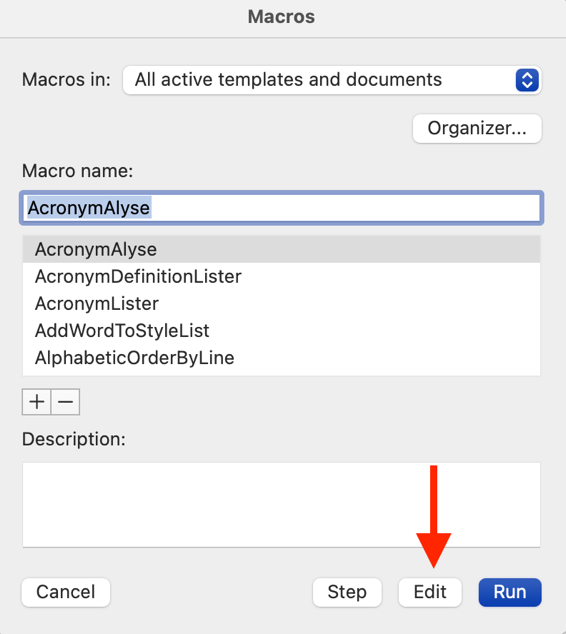 Macros
Macros in: All active templates and documents
Organizer...
Macro name:
AcronymAlyse
AcronymAlyse
AcronymDefinitionLister
AcronymLister
AddWordToStyleList
AlphabeticOrderByLine
+ −
Description:
Cancel Step Edit Run